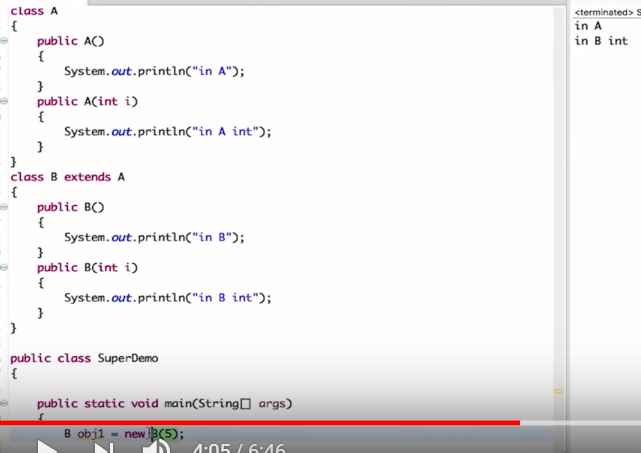 class A
{
public A()
{
System.out.println("in A");
}
public A(int i)
{
System.out.println("in A int");
}
}
class B extends A
{
public B()
{
System.out.println("in B");
}
public B(int i)
{
System.out.println("in B int");
}
}
public class SuperDemo
{
public static void main(String[] args)
{
B obj1 = new B(5);
<terminated> S
in A
in B int
4:05 / 6:46